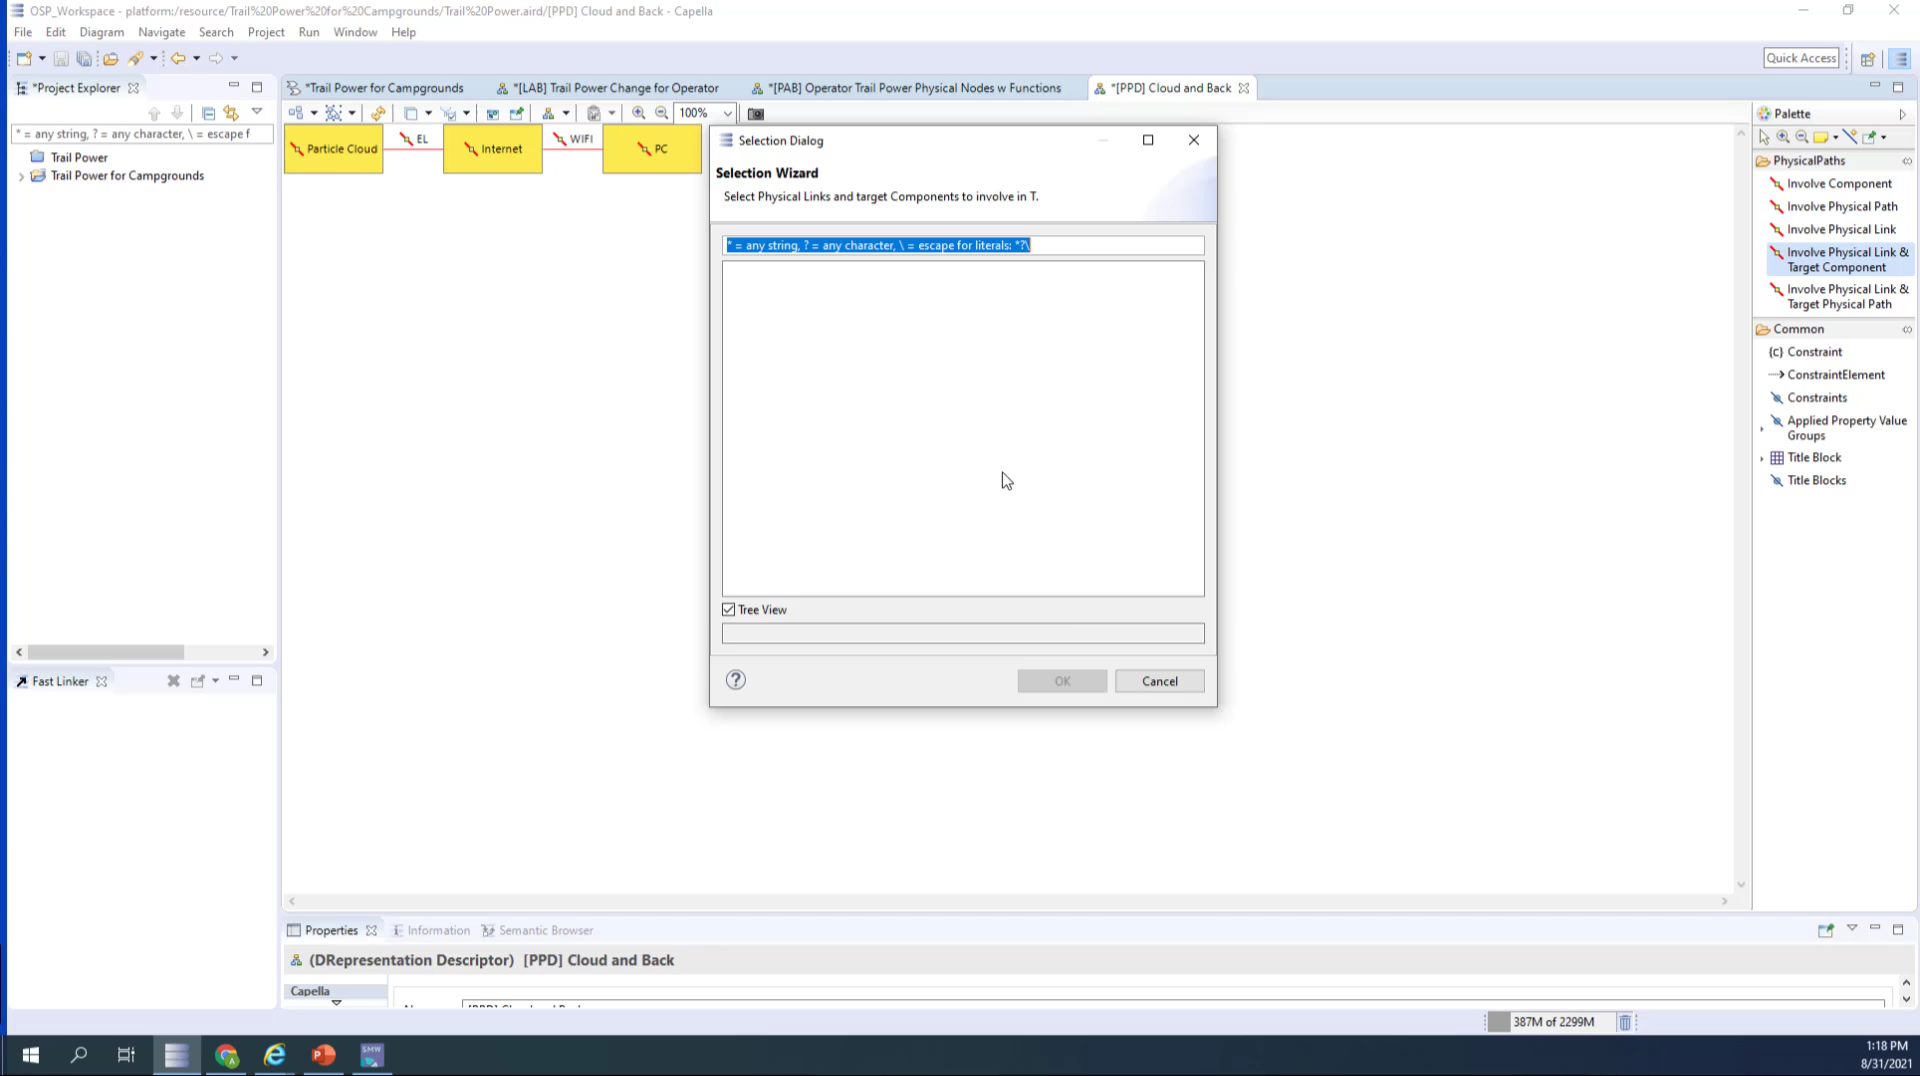 OSP_Workspace - platform:/resource/Trail%20Power%20for%20Campgrounds/Trail%20Power.aird/[PPD] Cloud and Back - Capella
File Edit Diagram Navigate Search Project Run Window Help
Quick Access
*Project Explorer
*Trail Power for Campgrounds
*[LAB] Trail Power Change for Operator
*[PAB] Operator Trail Power Physical Nodes w Functions
*[PPD] Cloud and Back
100%
Palette
* = any string, ? = any character, \ = escape f
Trail Power
Trail Power for Campgrounds
Particle Cloud
EL
Internet
WIFI
PC
Selection Dialog
Selection Wizard
Select Physical Links and target Components to involve in T.
* = any string, ? = any character, \ = escape for literals: *?\
Tree View
OK
Cancel
PhysicalPaths
Involve Component
Involve Physical Path
Involve Physical Link
Involve Physical Link &
Target Component
Involve Physical Link &
Target Physical Path
Common
{c} Constraint
ConstraintElement
Constraints
Applied Property Value
Groups
Title Block
Title Blocks
Fast Linker
Properties
Information
Semantic Browser
(DRepresentation Descriptor) [PPD] Cloud and Back
Capella
387M of 2299M
SMW
1:18 PM
8/31/2021